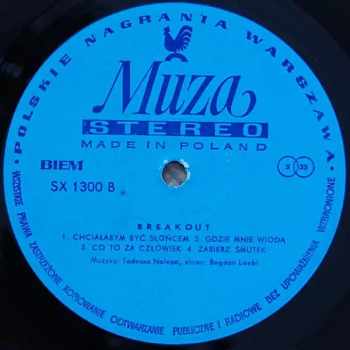 POLSKIE NAGRANIA WARSZAWA
Muza
STEREO
MADE IN POLAND
BIEM
S 33
SX 1300 B
BREAKOUT
1. CHCIAŁABYM BYĆ SŁOŃCEM 2. GDZIE MNIE WIODĄ
3. CO TO ZA CZŁOWIEK 4. ZABIERZ SMUTEK
Muzyka: Tadeusz Nalepa, słowa: Bogdan Loebl
WSZYSTKIE PRAWA ZASTRZEŻONE KOPIOWANIE ODTWARZANIE PUBLICZNE I RADIOWE BEZ UPOWAŻNIENIA WZBRONIONE